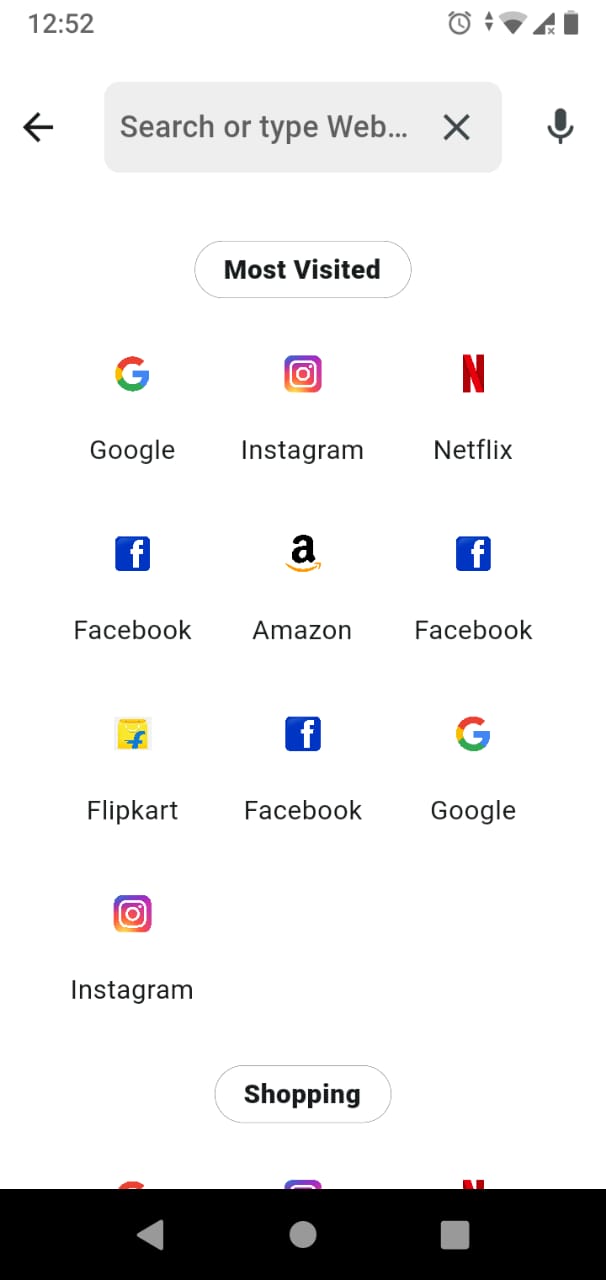 12:52
Search or type Web...
Most Visited
Google Instagram Netflix
Facebook Amazon Facebook
Flipkart Facebook Google
Instagram
Shopping